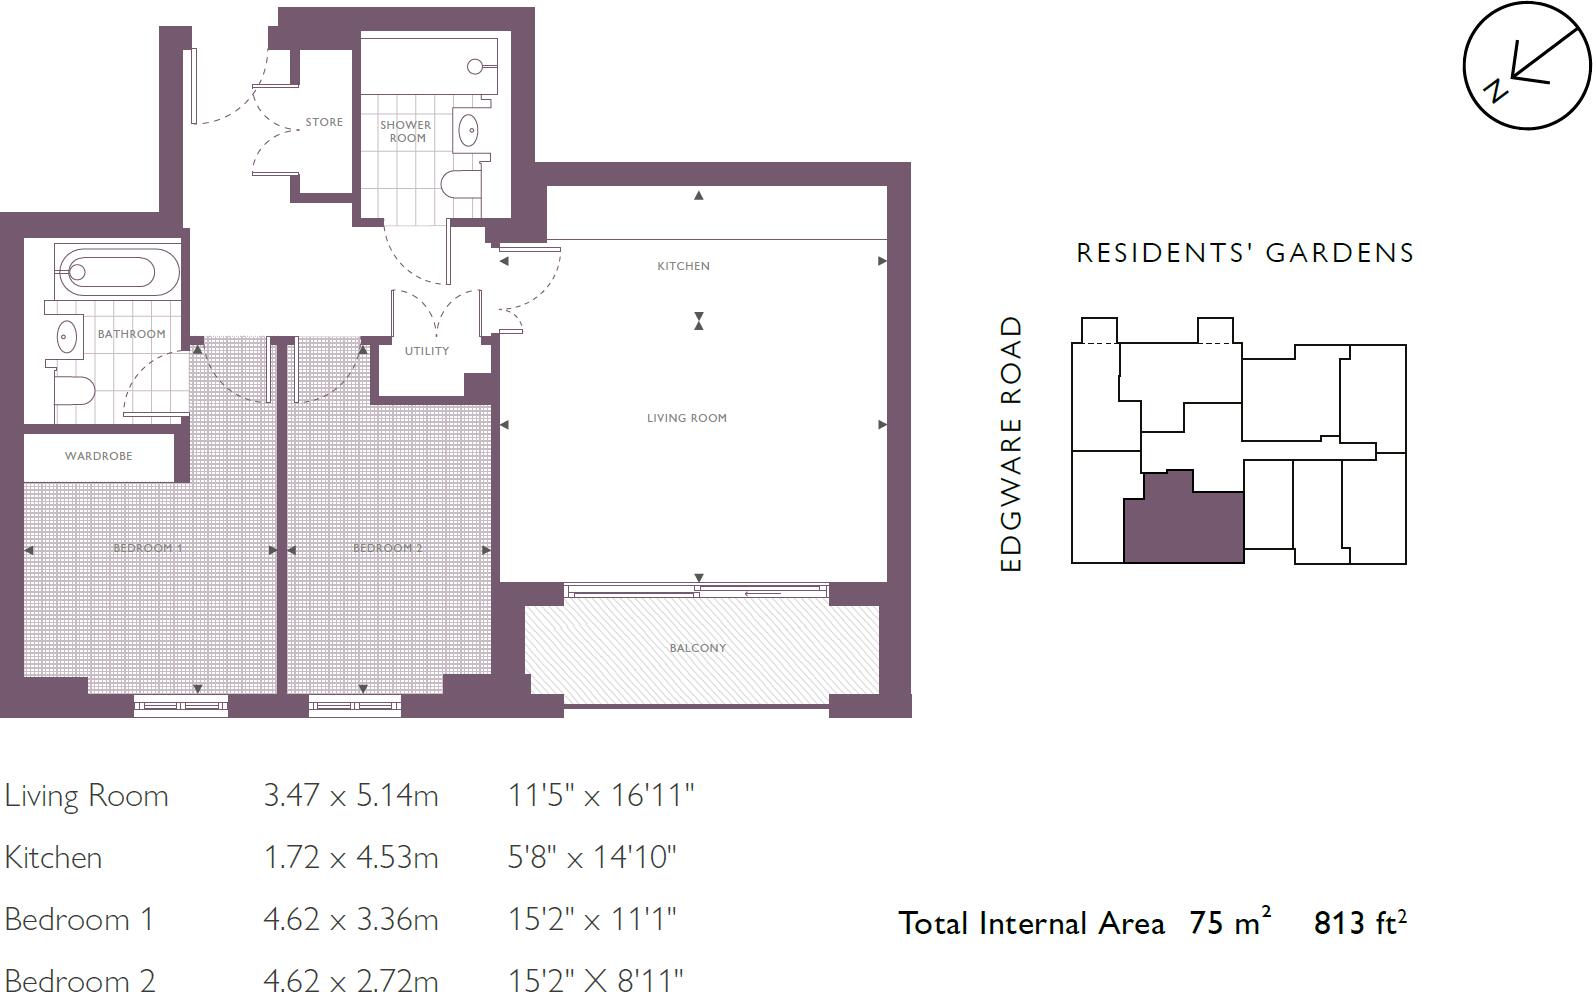 N
STORE
SHOWER
ROOM
RESIDENTS' GARDENS
KITCHEN
BATHROOM
UTILITY
EDGWARE ROAD
LIVING ROOM
WARDROBE
BEDROOM 1
BEDROOM 2
BALCONY
Living Room 3.47 x 5.14m 11'5" x 16'11"
Kitchen 1.72 x 4.53m 5'8" x 14'10"
Bedroom 1 4.62 x 3.36m 15'2" x 11'1"
Total Internal Area 75 m² 813 ft²
Bedroom 2 4.62 x 2.72m 15'2" X 8'11"